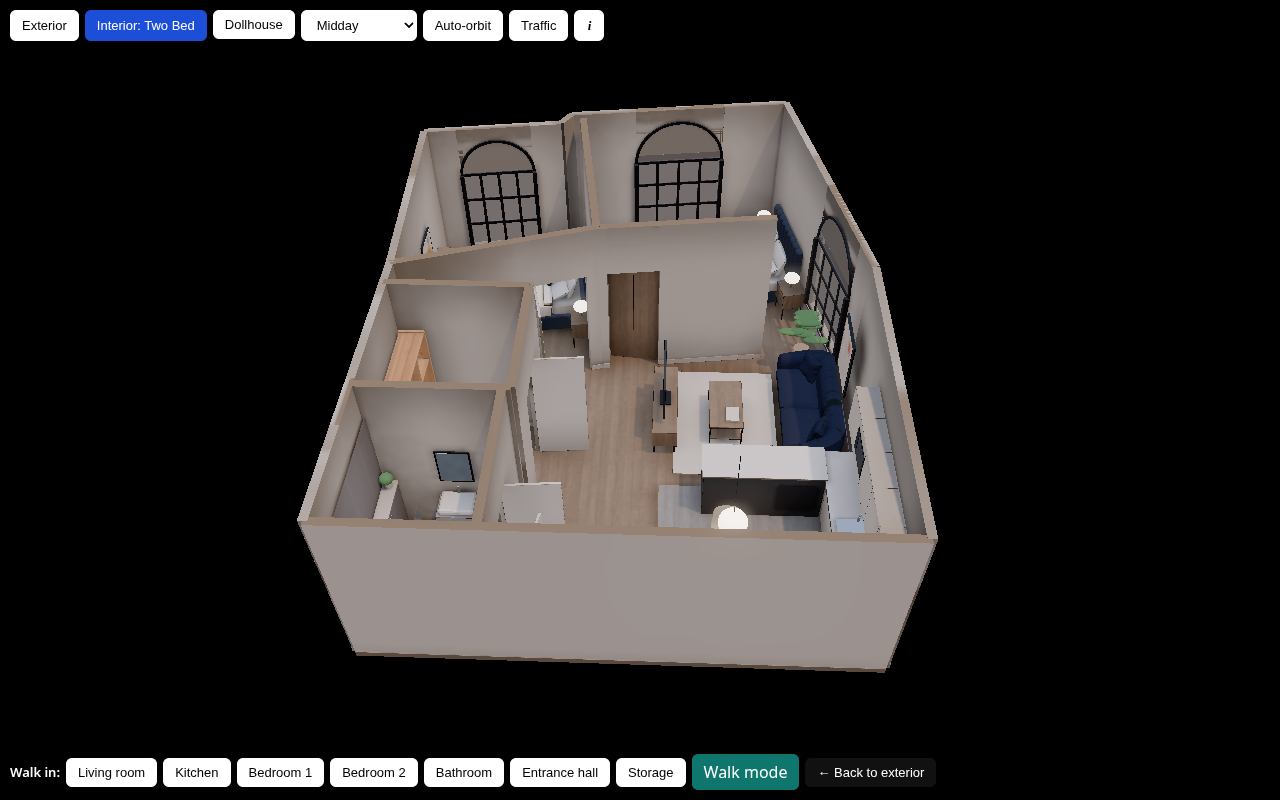 Exterior
Interior: Two Bed
Dollhouse
Midday
Auto-orbit
Traffic
i
Walk in:
Living room
Kitchen
Bedroom 1
Bedroom 2
Bathroom
Entrance hall
Storage
Walk mode
← Back to exterior